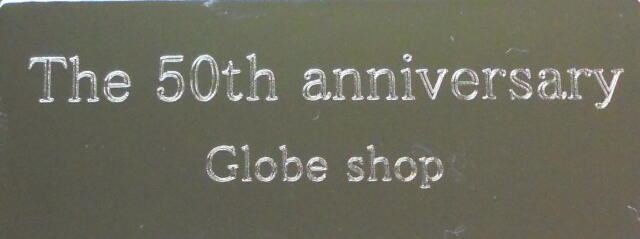 The 50th anniversary
Globe shop